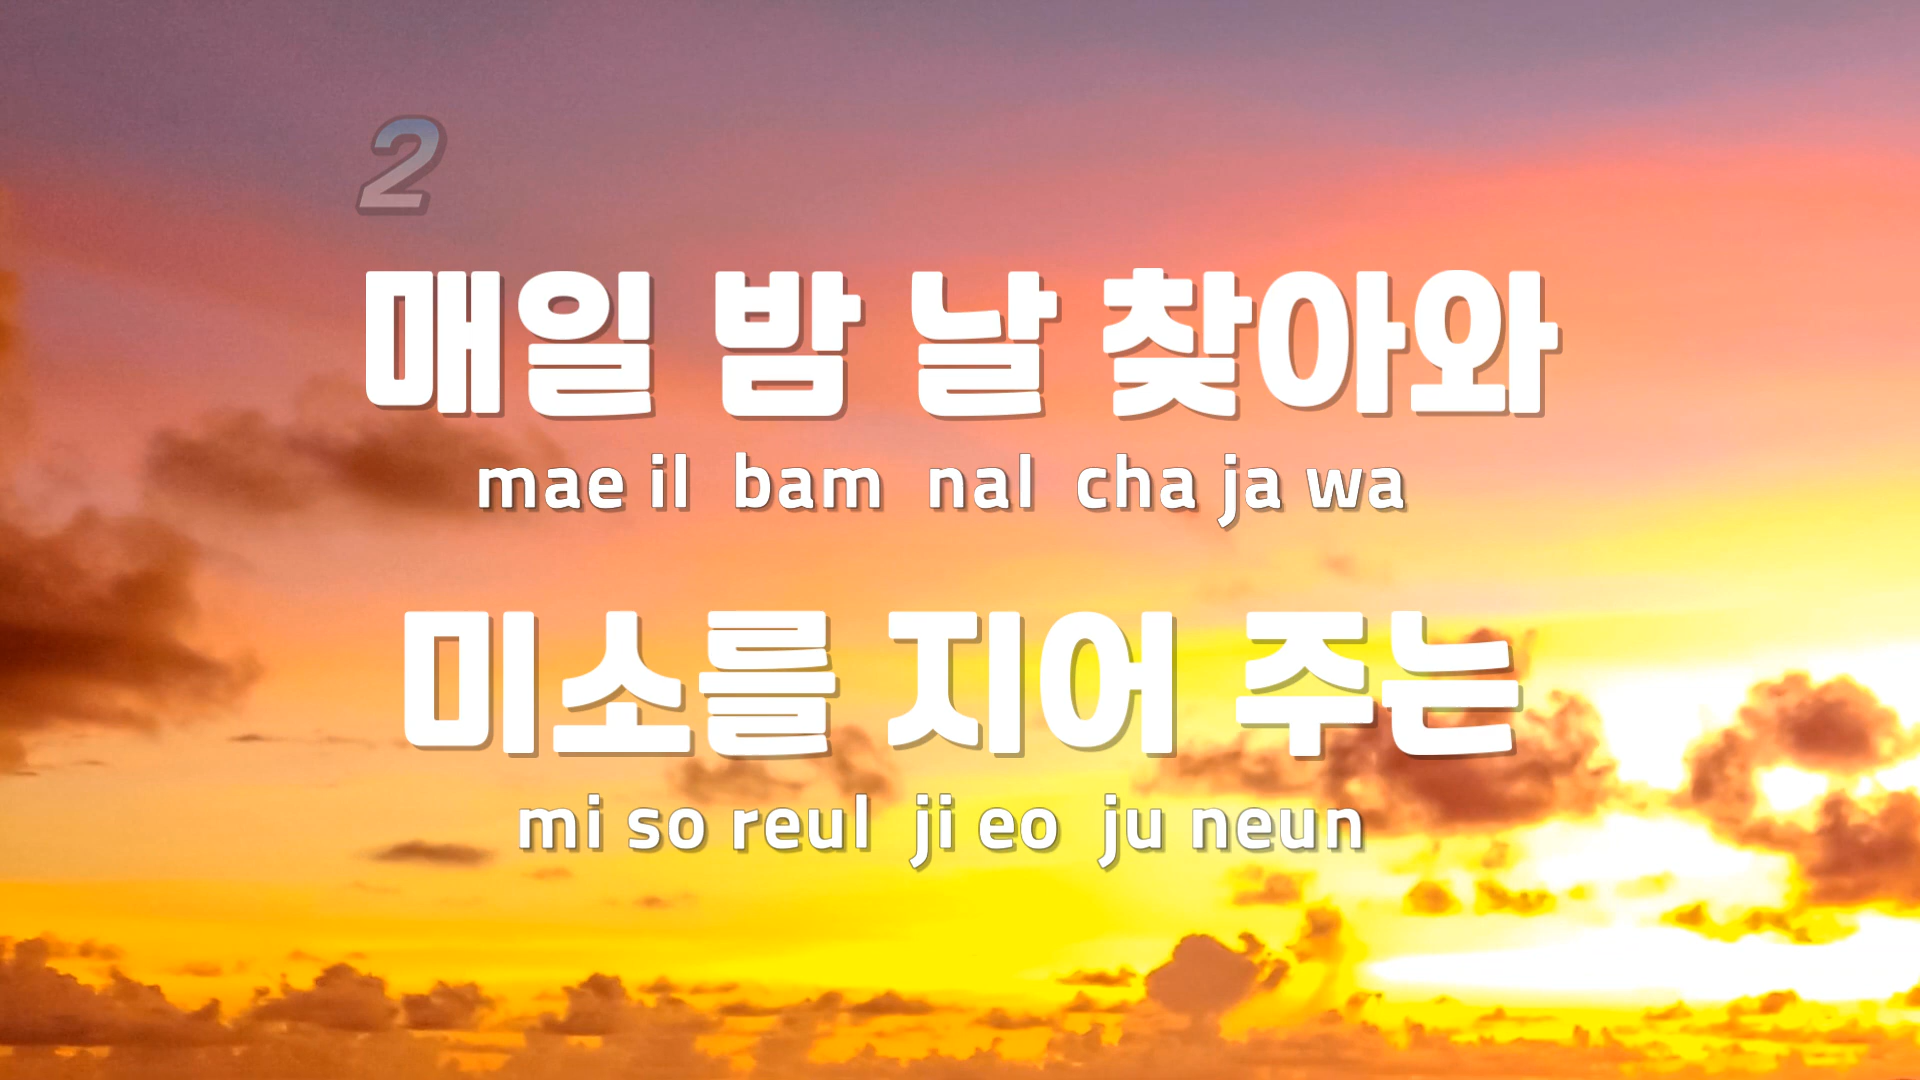 2
매일 밤 날 찾아와
mae il bam nal cha ja wa
미소를 지어 주는
mi so reul ji eo ju neun